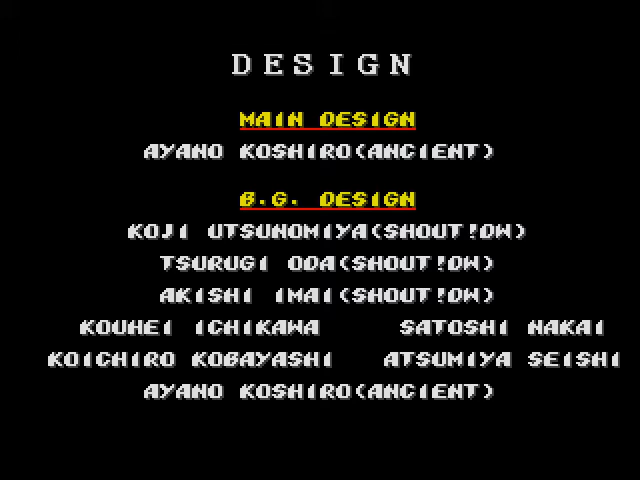 DESIGN
MAIN DESIGN
AYANO KOSHIRO(ANCIENT)
B.G. DESIGN
KOJI UTSUNOMIYA(SHOUT!DW)
TSURUGI ODA(SHOUT!DW)
AKISHI IMAI(SHOUT!DW)
KOUHEI ICHIKAWA SATOSHI NAKAI
KOICHIRO KOBAYASHI ATSUMIYA SEISHI
AYANO KOSHIRO(ANCIENT)